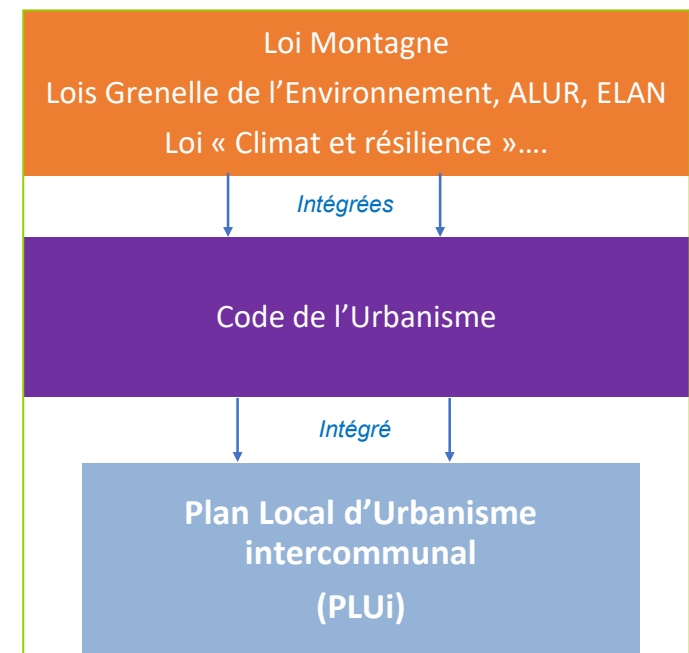 Loi Montagne
Lois Grenelle de l’Environnement, ALUR, ELAN
Loi « Climat et résilience »….
Intégrées
Code de l’Urbanisme
Intégré
Plan Local d’Urbanisme
intercommunal
(PLUi)